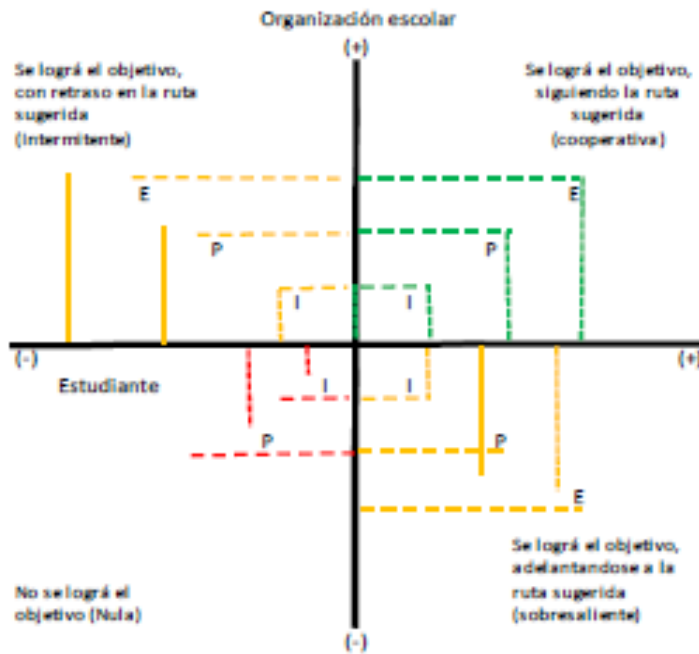 Organización escolar
(+)
Se lográ el objetivo,
con retraso en la ruta
sugerida
(Intermitente)
Se lográ el objetivo,
siguiendo la ruta
sugerida
(cooperativa)
E
E
P
P
I
I
(-)
(+)
Estudiante
I
I
P
P
E
No se lográ el
objetivo (Nula)
Se lográ el objetivo,
adelantandose a la
ruta sugerida
(sobresaliente)
(-)